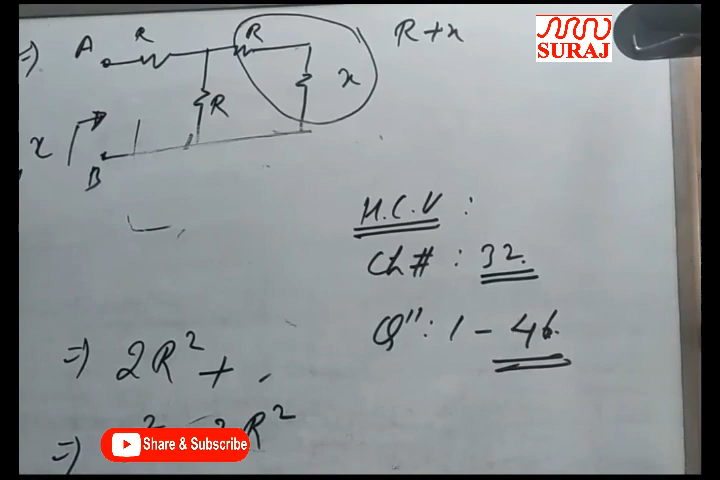 =) A R R R + x
SURAJ
R x
x
B
H.C.V :
Ch# : 32.
Q" : 1 - 46.
=) 2R² +
=) R²
Share & Subscribe